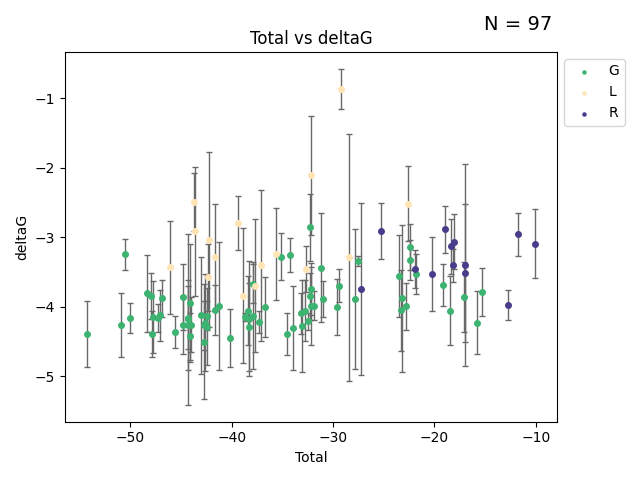 N = 97
Total vs deltaG
G
L
R
deltaG
−1
−2
−3
−4
−5
−50
−40
−30
−20
−10
Total